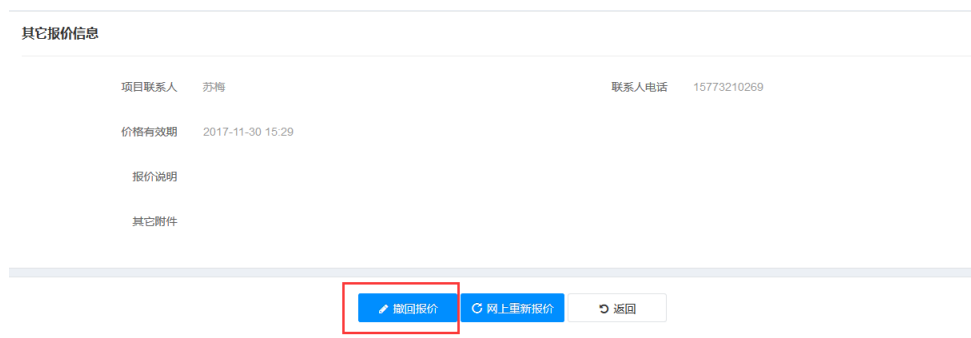 其它报价信息
项目联系人 苏梅 联系人电话 15773210269
价格有效期 2017-11-30 15:29
报价说明
其它附件
撤回报价 网上重新报价 返回